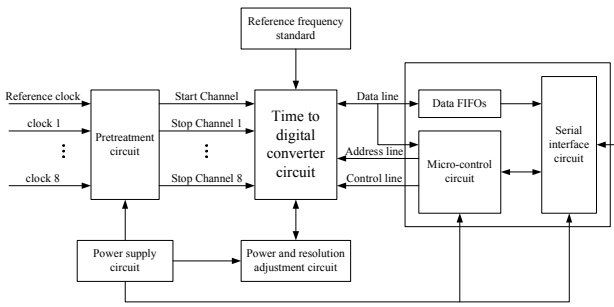 Reference frequency
standard
Reference clock
clock 1
clock 8
Pretreatment
circuit
Start Channel
Stop Channel 1
Stop Channel 8
Time to
digital
converter
circuit
Data line
Address line
Control line
Data FIFOs
Micro-control
circuit
Serial
interface
circuit
Power supply
circuit
Power and resolution
adjustment circuit